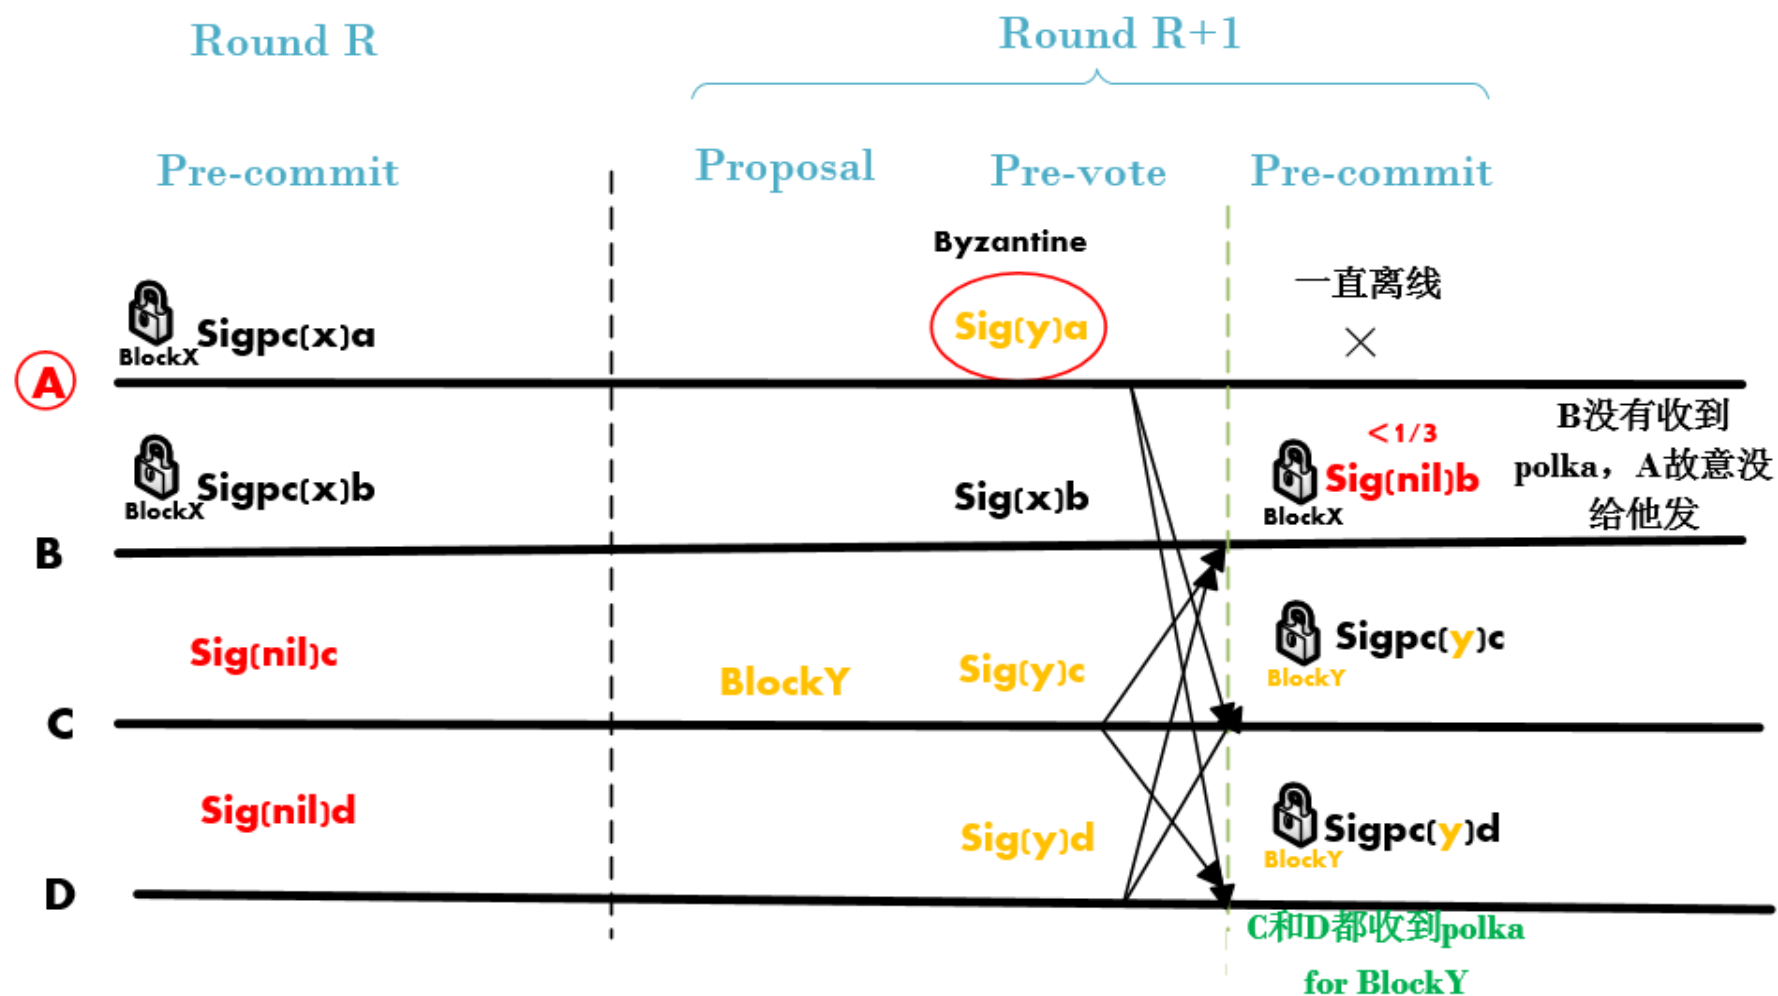 Round R
Round R+1
Pre-commit
Proposal
Pre-vote
Pre-commit
Byzantine
一直离线
×
BlockX
Sigpc(x)a
Sig(y)a
A
B没有收到
polka，A故意没
给他发
BlockX
Sigpc(x)b
Sig(x)b
<1/3
Sig(nil)b
BlockX
B
Sig(nil)c
BlockY
Sig(y)c
Sigpc(y)c
BlockY
C
Sig(nil)d
Sig(y)d
Sigpc(y)d
BlockY
D
C和D都收到polka
for BlockY